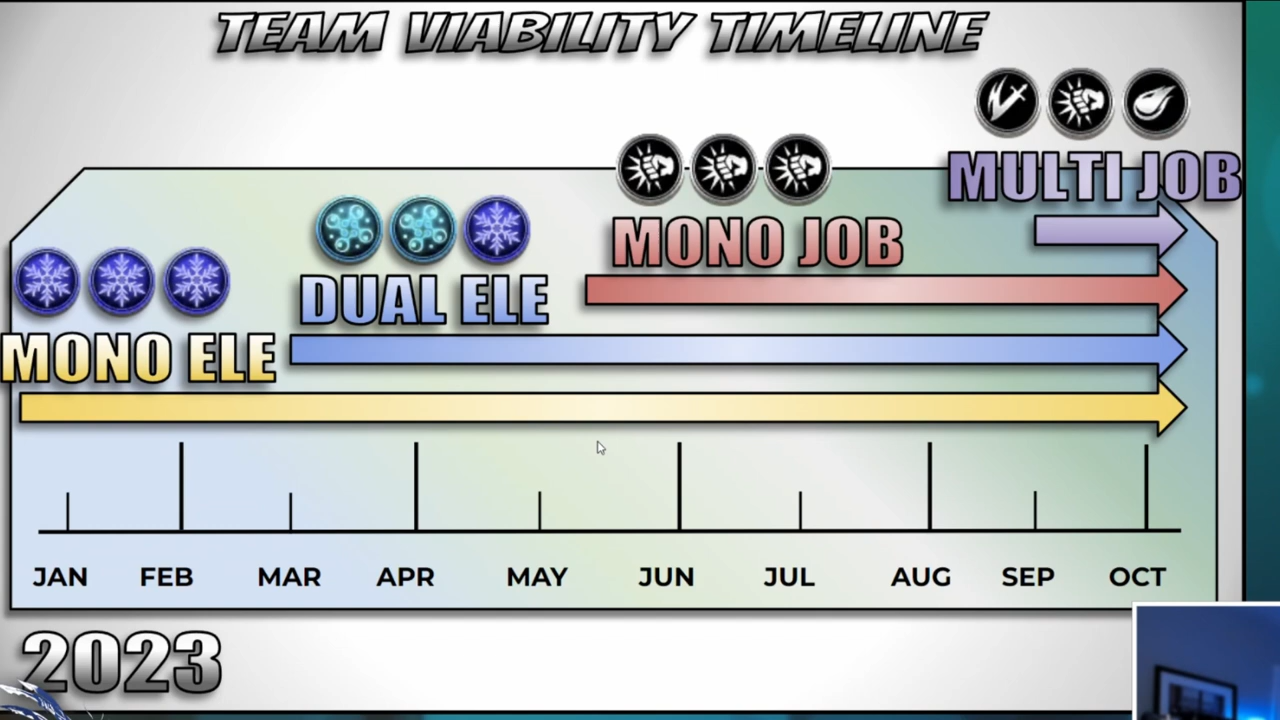 TEAM VIABILITY TIMELINE
MULTI JOB
MONO JOB
DUAL ELE
MONO ELE
JAN FEB MAR APR MAY JUN JUL AUG SEP OCT
2023